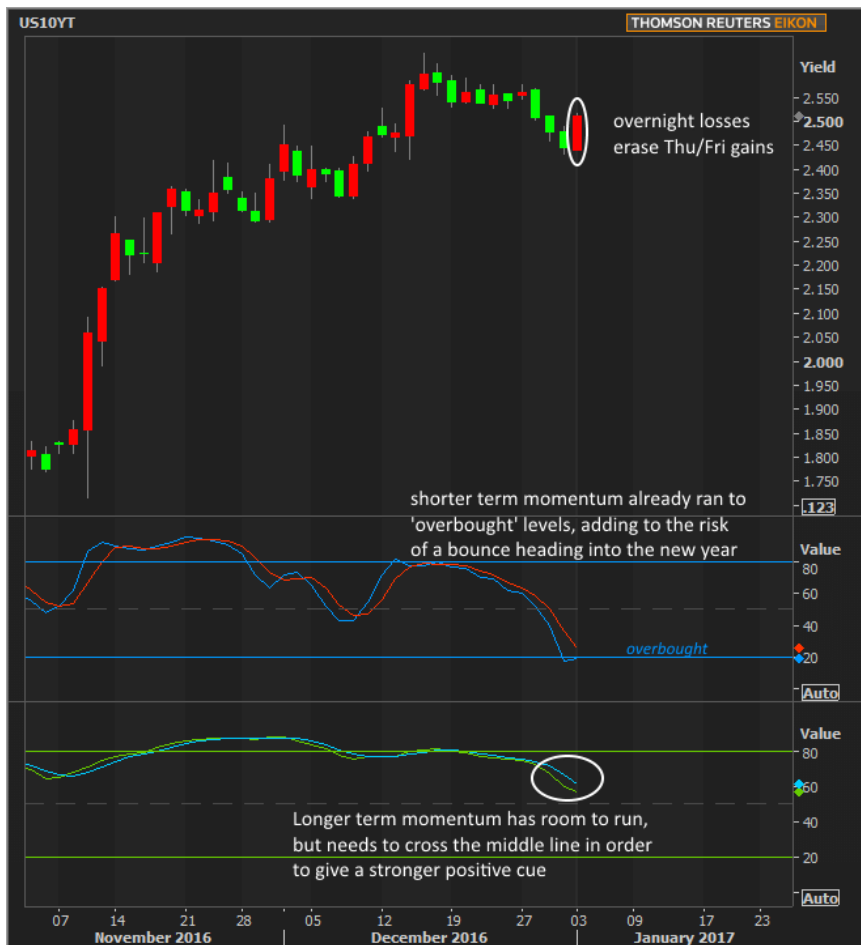 US10YT
THOMSON REUTERS EIKON
Yield
2.550
2.500
2.450
2.400
2.350
2.300
2.250
2.200
2.150
2.100
2.050
2.000
1.950
1.900
1.850
1.800
1.750
.123
overnight losses
erase Thu/Fri gains
shorter term momentum already ran to
'overbought' levels, adding to the risk
of a bounce heading into the new year
Value
80
60
40
20
Auto
overbought
Value
80
60
40
20
Auto
Longer term momentum has room to run,
but needs to cross the middle line in order
to give a stronger positive cue
07 14 21 28 05 12 19 27 03 09 17 23
November 2016 December 2016 January 2017